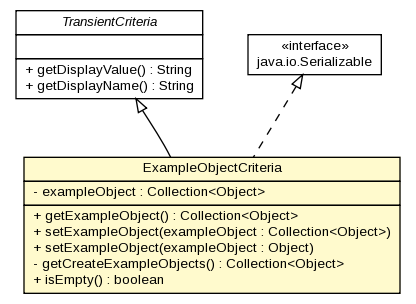 TransientCriteria
+ getDisplayValue() : String
+ getDisplayName() : String
«interface»
java.io.Serializable
ExampleObjectCriteria
- exampleObject : Collection<Object>
+ getExampleObject() : Collection<Object>
+ setExampleObject(exampleObject : Collection<Object>)
+ setExampleObject(exampleObject : Object)
- getCreateExampleObjects() : Collection<Object>
+ isEmpty() : boolean